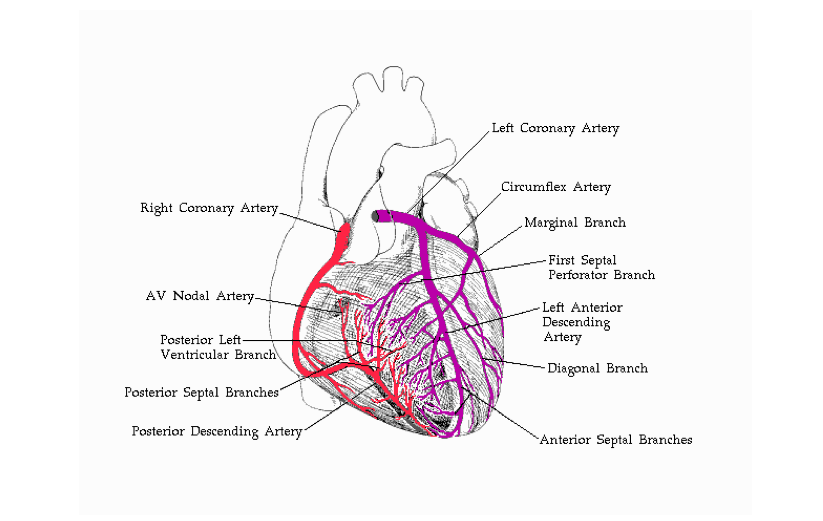 Left Coronary Artery
Circumflex Artery
Right Coronary Artery
Marginal Branch
First Septal
Perforator Branch
AV Nodal Artery
Left Anterior
Descending
Artery
Posterior Left
Ventricular Branch
Diagonal Branch
Posterior Septal Branches
Posterior Descending Artery
Anterior Septal Branches